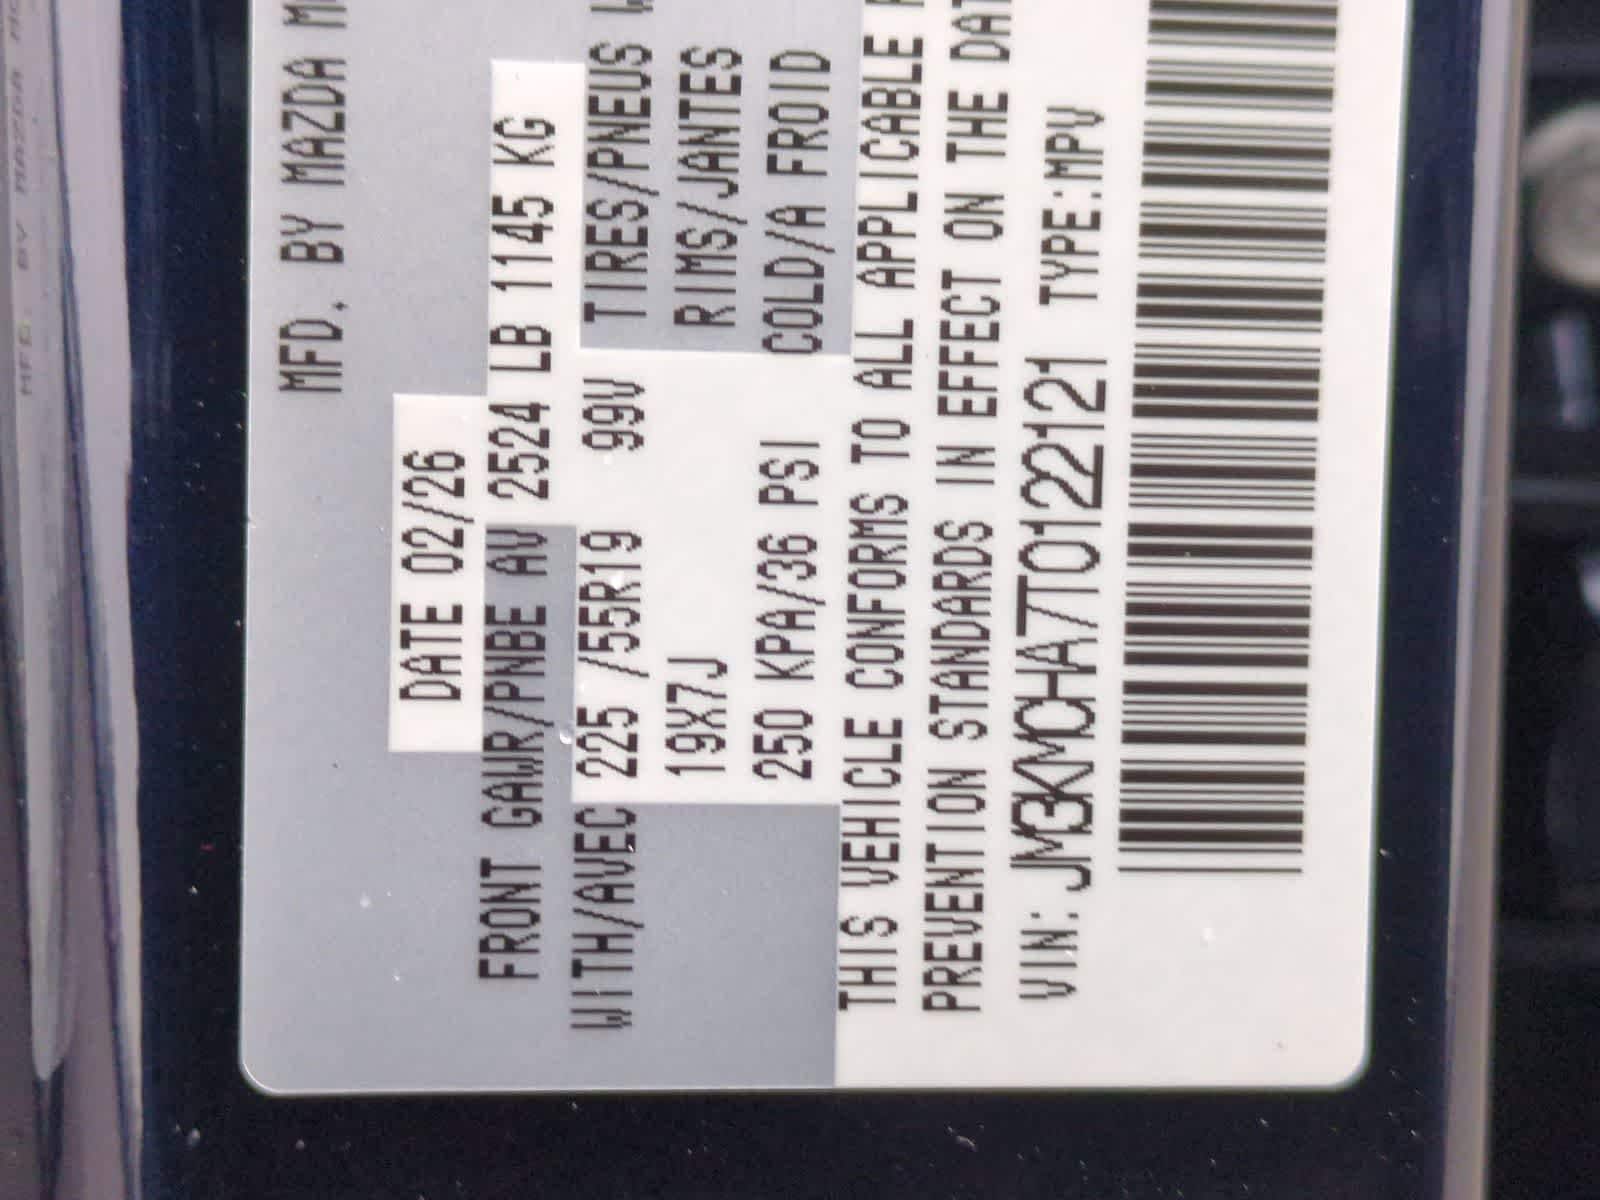 MFD. BY MAZDA M
DATE 02/26
FRONT GAWR/PNBE AV 2524 LB 1145 KG
WITH/AVEC 225 /55R19 99V TIRES/PNEUS
19X7J RIMS/JANTES
250 KPA/36 PSI COLD/A FROID
THIS VEHICLE CONFORMS TO ALL APPLICABLE
PREVENTION STANDARDS IN EFFECT ON THE DAT
VIN: JM3KMCHA7T0122121 TYPE:MPV